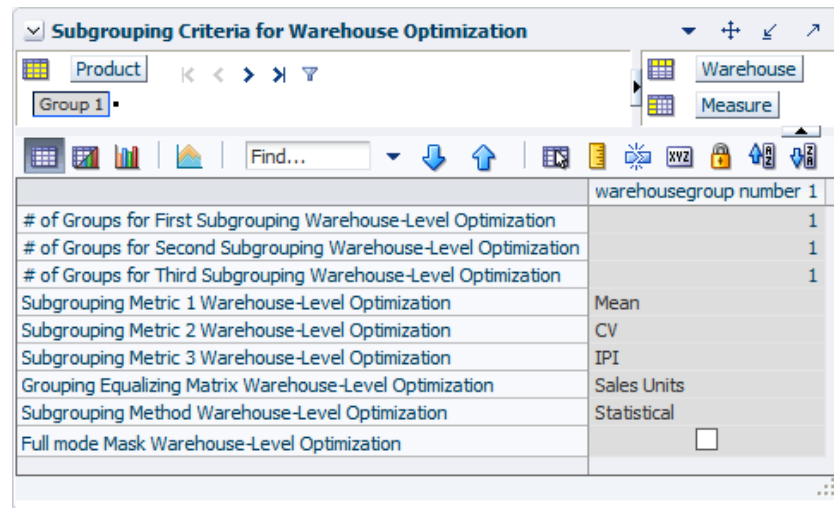 Subgrouping Criteria for Warehouse Optimization
Product
Warehouse
Group 1
Measure
Find...
XYZ
A Z
Z A
warehousegroup number 1
# of Groups for First Subgrouping Warehouse-Level Optimization 1
# of Groups for Second Subgrouping Warehouse-Level Optimization 1
# of Groups for Third Subgrouping Warehouse-Level Optimization 1
Subgrouping Metric 1 Warehouse-Level Optimization Mean
Subgrouping Metric 2 Warehouse-Level Optimization CV
Subgrouping Metric 3 Warehouse-Level Optimization IPI
Grouping Equalizing Matrix Warehouse-Level Optimization Sales Units
Subgrouping Method Warehouse-Level Optimization Statistical
Full mode Mask Warehouse-Level Optimization